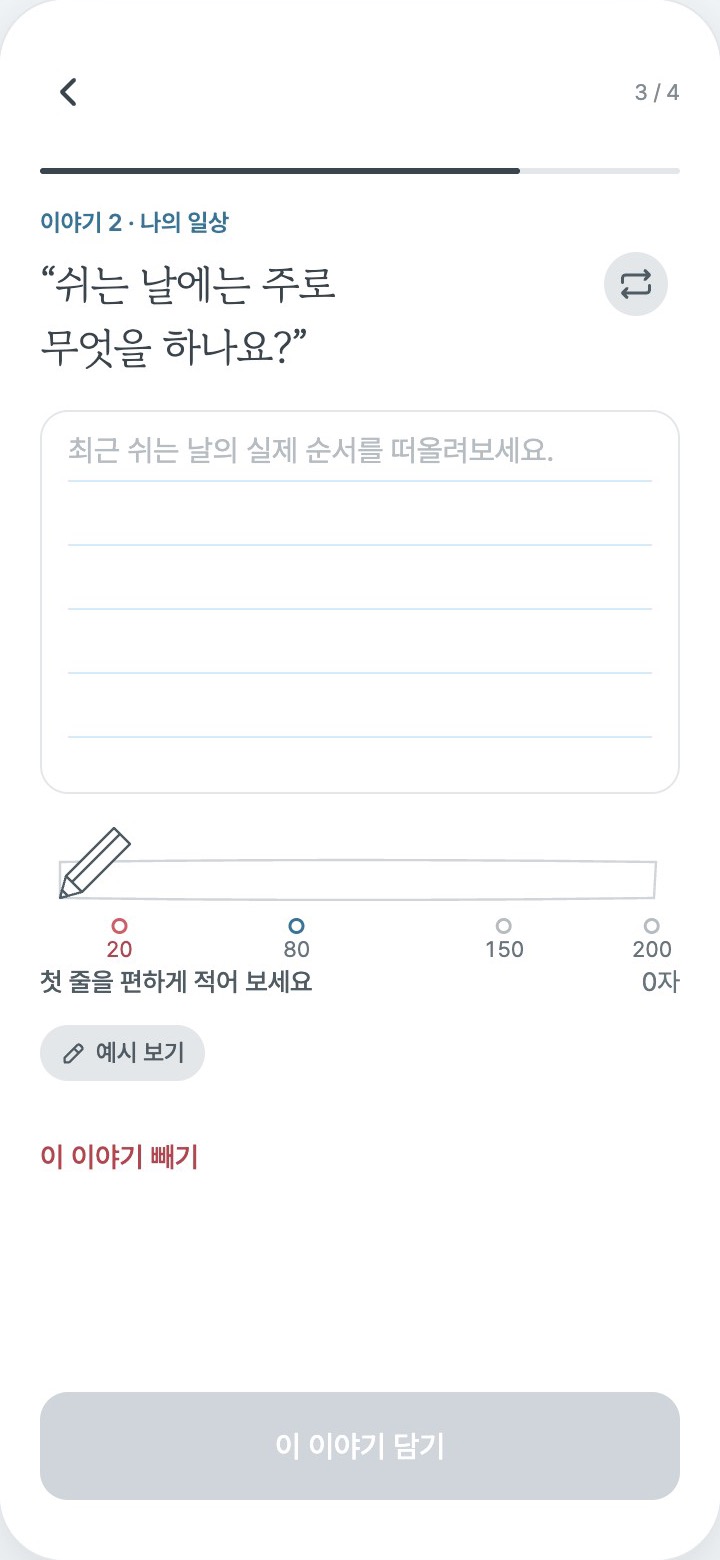 3 / 4
이야기 2 · 나의 일상
“쉬는 날에는 주로
무엇을 하나요?”
최근 쉬는 날의 실제 순서를 떠올려보세요.
20 80 150 200
첫 줄을 편하게 적어 보세요 0자
예시 보기
이 이야기 빼기
이 이야기 담기